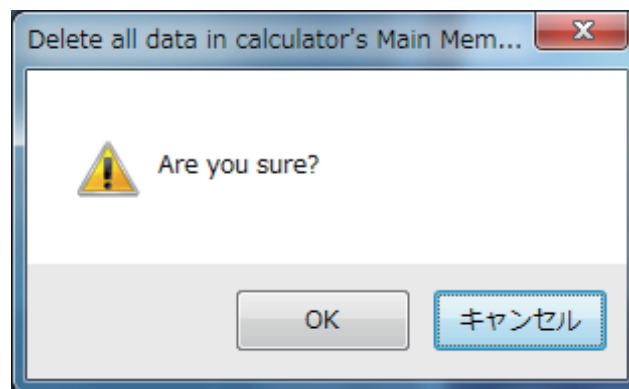 Delete all data in calculator's Main Mem...
Are you sure?
OK
キャンセル